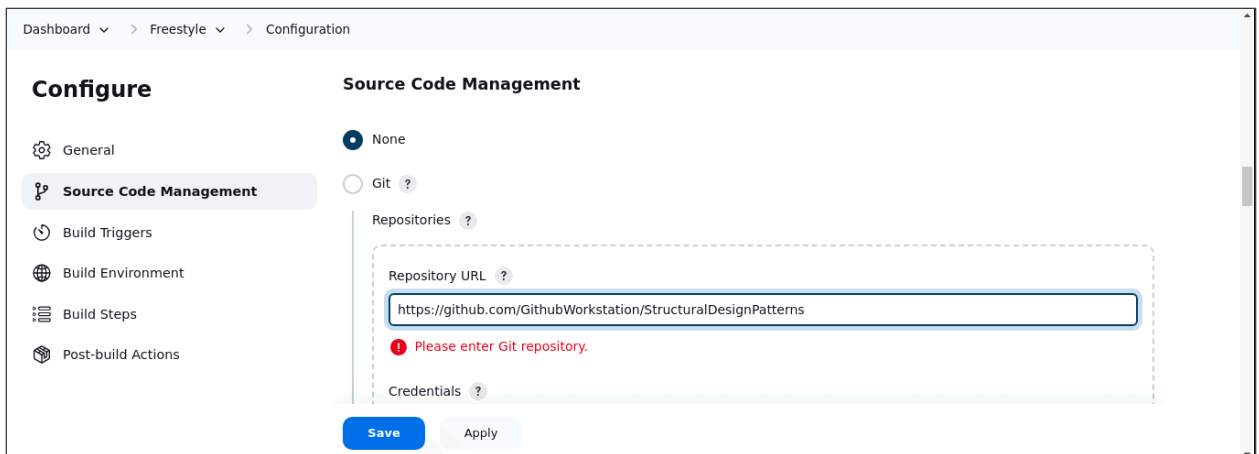 Dashboard Freestyle Configuration
Configure
General
Source Code Management
Build Triggers
Build Environment
Build Steps
Post-build Actions
Source Code Management
None
Git ?
Repositories ?
Repository URL ?
https://github.com/GithubWorkstation/StructuralDesignPatterns
! Please enter Git repository.
Credentials ?
Save Apply